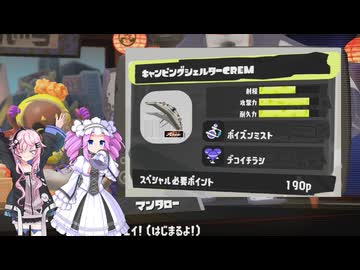 キャンピングシェルターCREM
射程
攻撃力
耐久力
ポイズンミスト
デコイチラシ
スペシャル必要ポイント 190p
マンタロー
イ!(はじまるよ!)